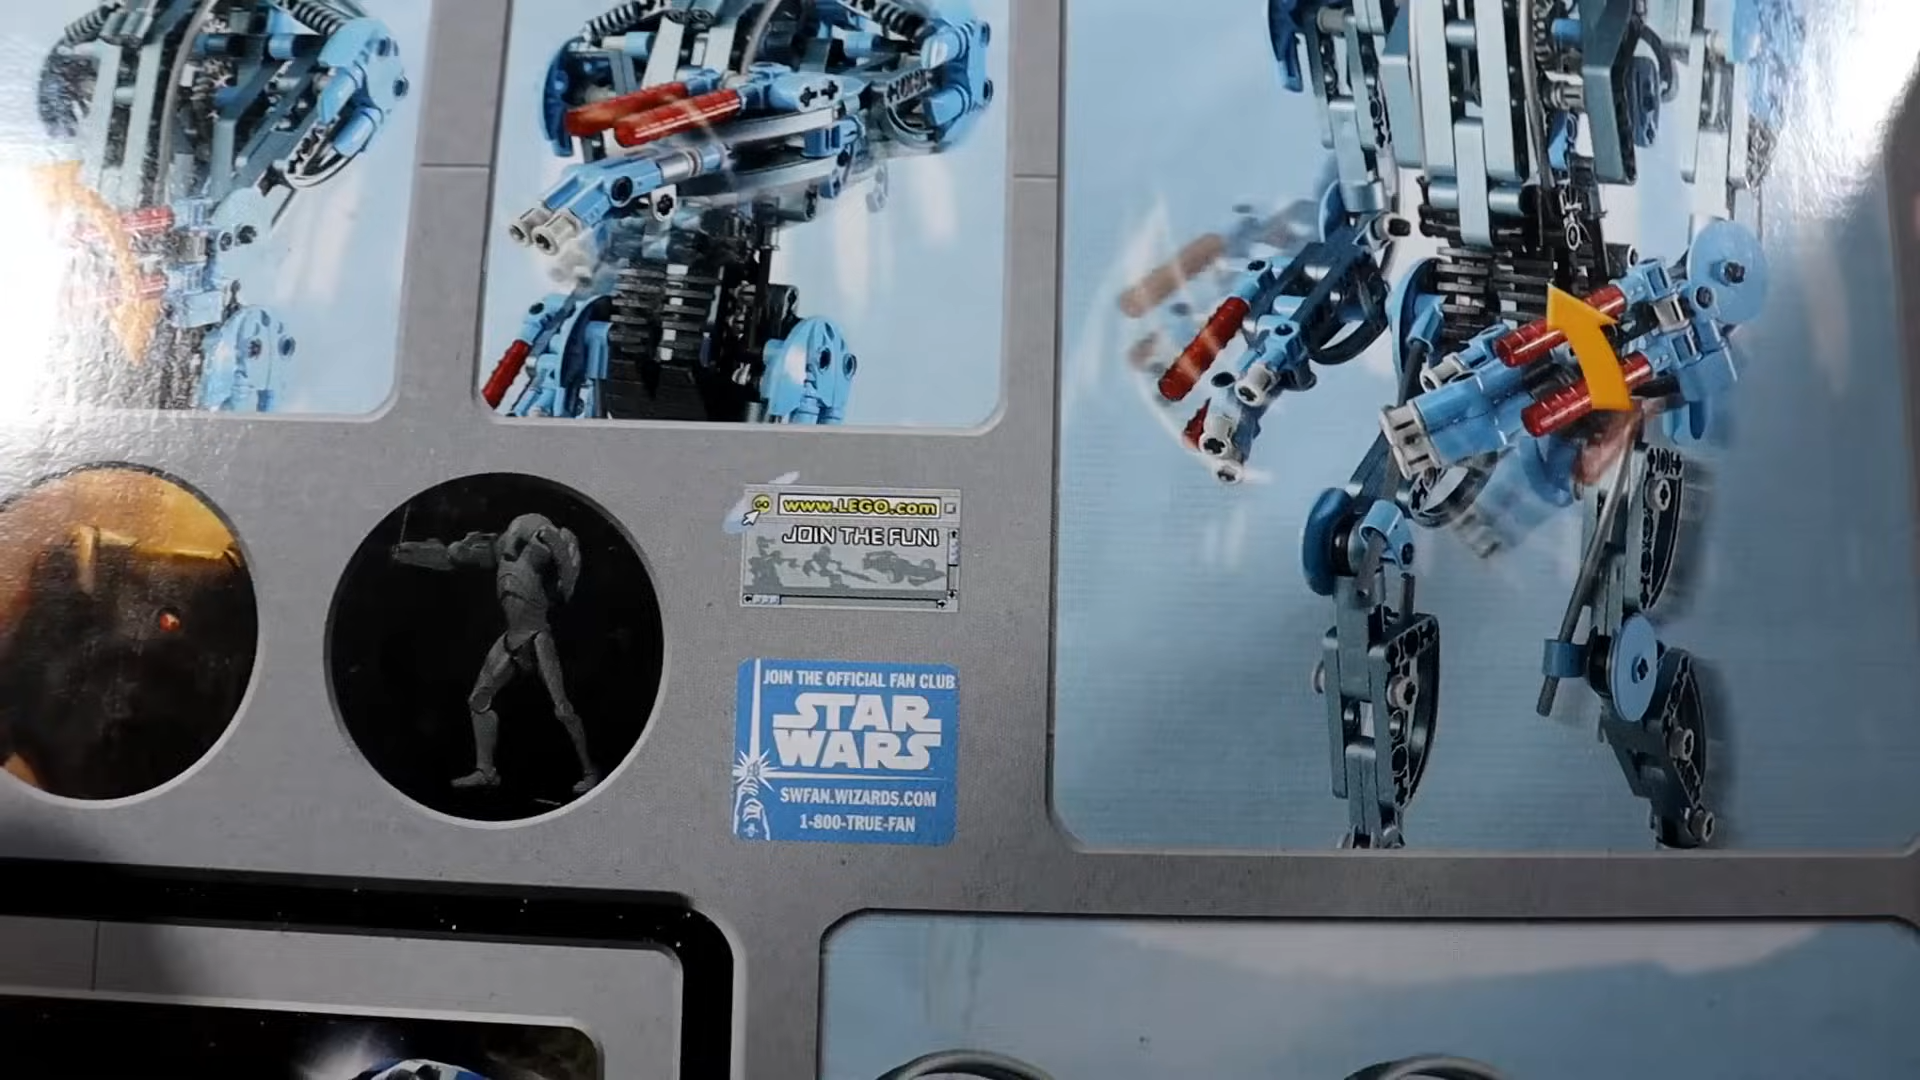 GO www.LEGO.com
JOIN THE FUN!
JOIN THE OFFICIAL FAN CLUB
STAR
WARS
SWFAN.WIZARDS.COM
1-800-TRUE-FAN